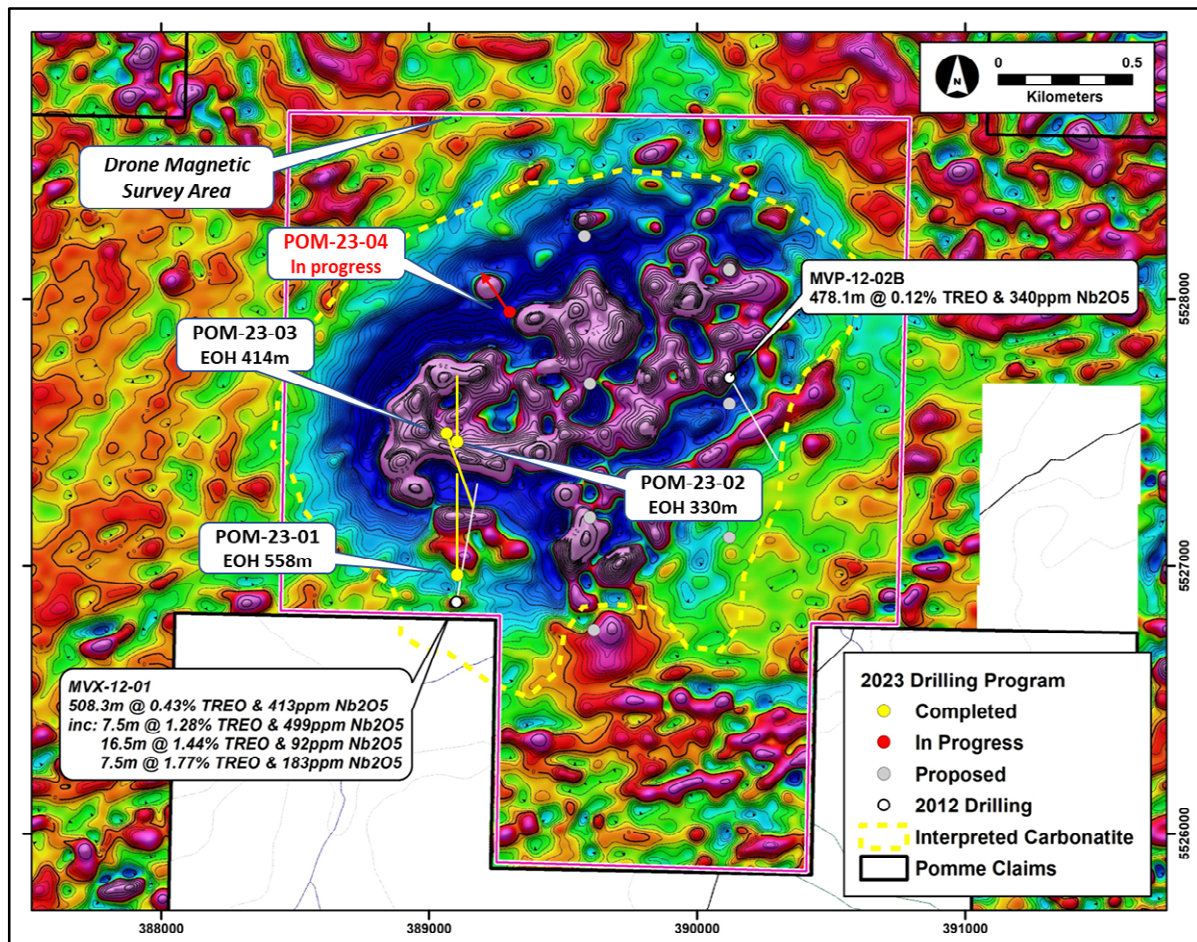 N
0 0.5
Kilometers
Drone Magnetic
Survey Area
POM-23-04
In progress
MVP-12-02B
478.1m @ 0.12% TREO & 340ppm Nb2O5
POM-23-03
EOH 414m
POM-23-02
EOH 330m
POM-23-01
EOH 558m
MVX-12-01
508.3m @ 0.43% TREO & 413ppm Nb2O5
inc: 7.5m @ 1.28% TREO & 499ppm Nb2O5
16.5m @ 1.44% TREO & 92ppm Nb2O5
7.5m @ 1.77% TREO & 183ppm Nb2O5
2023 Drilling Program
Completed
In Progress
Proposed
2012 Drilling
Interpreted Carbonatite
Pomme Claims
5528000
5527000
5526000
388000 389000 390000 391000